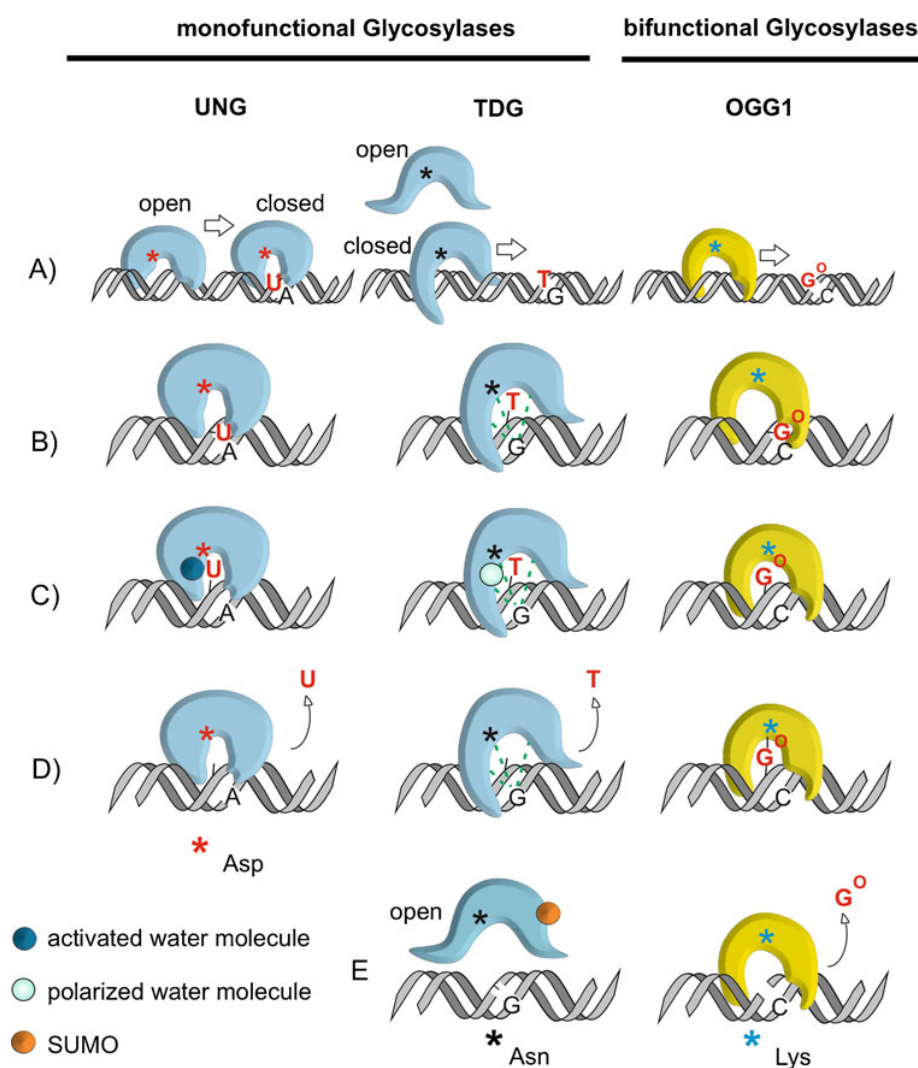 monofunctional Glycosylases bifunctional Glycosylases
UNG TDG OGG1
open
open closed
closed
A)
* * * * *
U A T G G^O C
B)
* * *
U A T G G^O C
C)
* * *
U A T G G^O C
U T
D)
* * *
A G G^O C
* Asp
open
G^O
activated water molecule
E
* *
polarized water molecule
G C
SUMO
* Asn * Lys